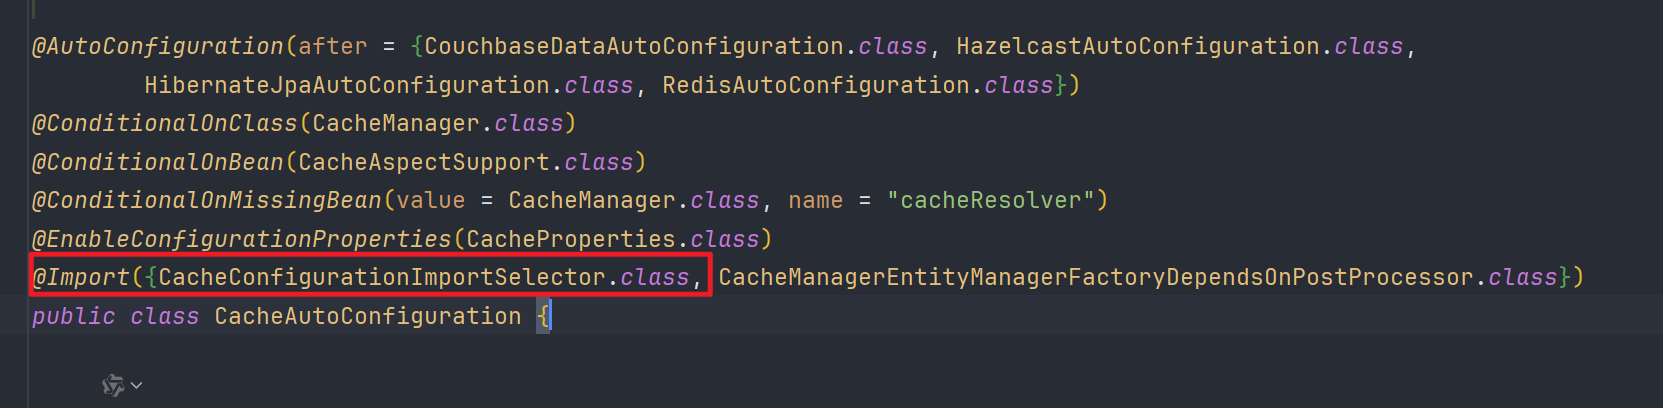 @AutoConfiguration(after = {CouchbaseDataAutoConfiguration.class, HazelcastAutoConfiguration.class,
HibernateJpaAutoConfiguration.class, RedisAutoConfiguration.class})
@ConditionalOnClass(CacheManager.class)
@ConditionalOnBean(CacheAspectSupport.class)
@ConditionalOnMissingBean(value = CacheManager.class, name = "cacheResolver")
@EnableConfigurationProperties(CacheProperties.class)
@Import({CacheConfigurationImportSelector.class, CacheManagerEntityManagerFactoryDependsOnPostProcessor.class})
public class CacheAutoConfiguration {